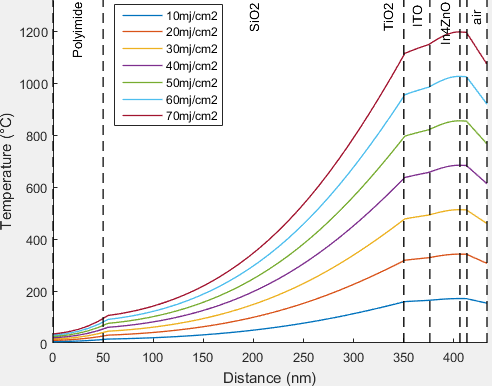 Polyimide
SiO2
TiO2
ITO
In4ZnO
air
10mj/cm2
20mj/cm2
30mj/cm2
40mj/cm2
50mj/cm2
60mj/cm2
70mj/cm2
Temperature (°C)
1200
1000
800
600
400
200
0
0 50 100 150 200 250 300 350 400
Distance (nm)